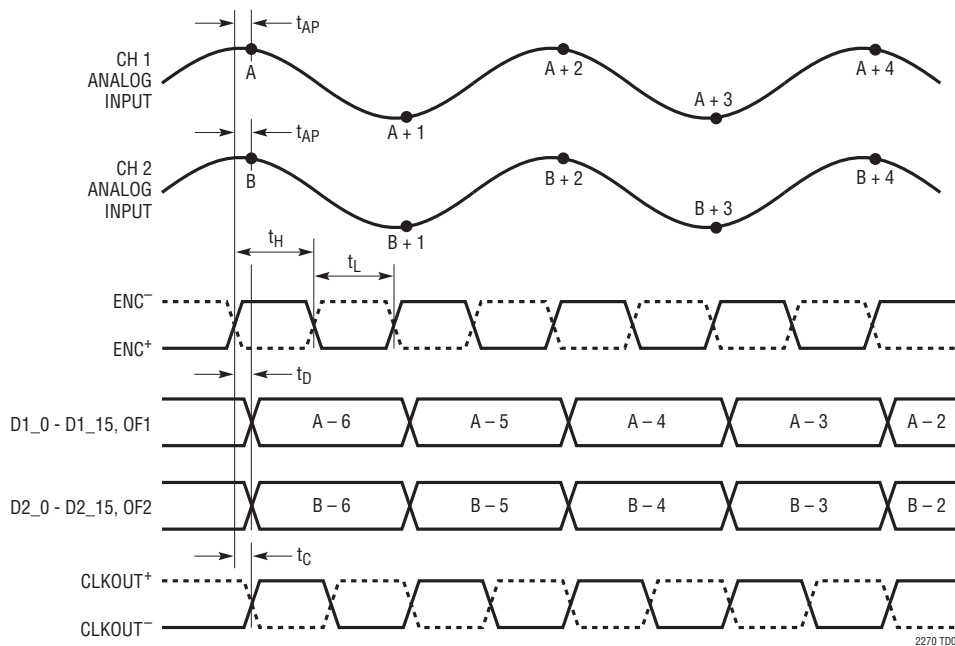 tAP
CH 1
ANALOG
INPUT
A
A + 1
A + 2
A + 3
A + 4
tAP
CH 2
ANALOG
INPUT
B
B + 1
B + 2
B + 3
B + 4
tH
tL
ENC–
ENC+
tD
D1_0 - D1_15, OF1
A – 6
A – 5
A – 4
A – 3
A – 2
D2_0 - D2_15, OF2
B – 6
B – 5
B – 4
B – 3
B – 2
tC
CLKOUT+
CLKOUT–